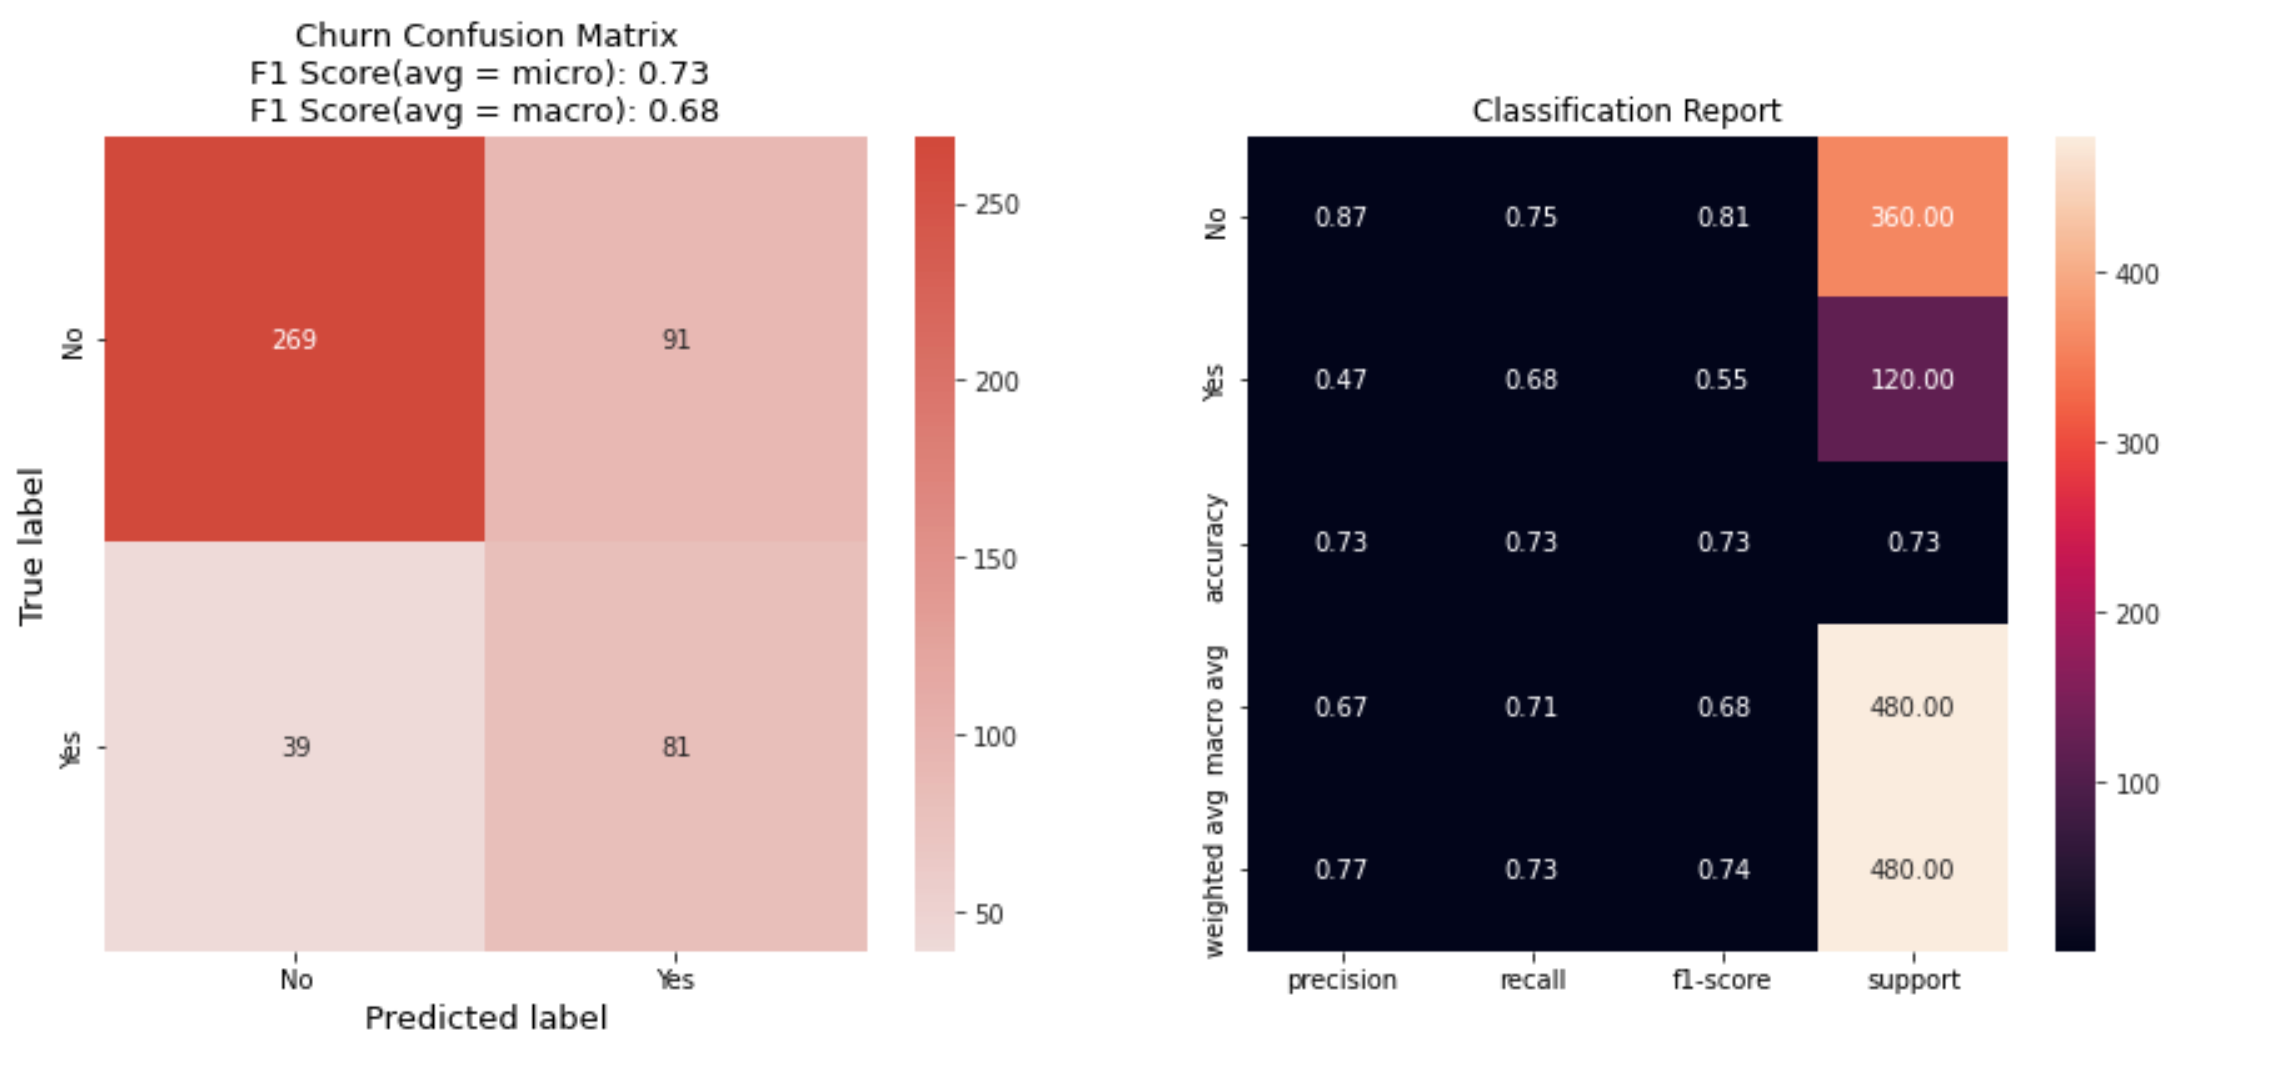 Churn Confusion Matrix
F1 Score(avg = micro): 0.73
F1 Score(avg = macro): 0.68
No
269
91
Yes
39
81
True label
No
Yes
Predicted label
250
200
150
100
50
Classification Report
No
0.87
0.75
0.81
360.00
Yes
0.47
0.68
0.55
120.00
accuracy
0.73
0.73
0.73
0.73
macro avg
0.67
0.71
0.68
480.00
weighted avg
0.77
0.73
0.74
480.00
precision
recall
f1-score
support
400
300
200
100